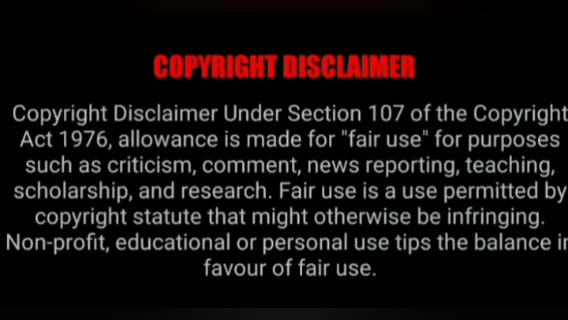 COPYRIGHT DISCLAIMER
Copyright Disclaimer Under Section 107 of the Copyright
Act 1976, allowance is made for "fair use" for purposes
such as criticism, comment, news reporting, teaching,
scholarship, and research. Fair use is a use permitted by
copyright statute that might otherwise be infringing.
Non-profit, educational or personal use tips the balance in
favour of fair use.